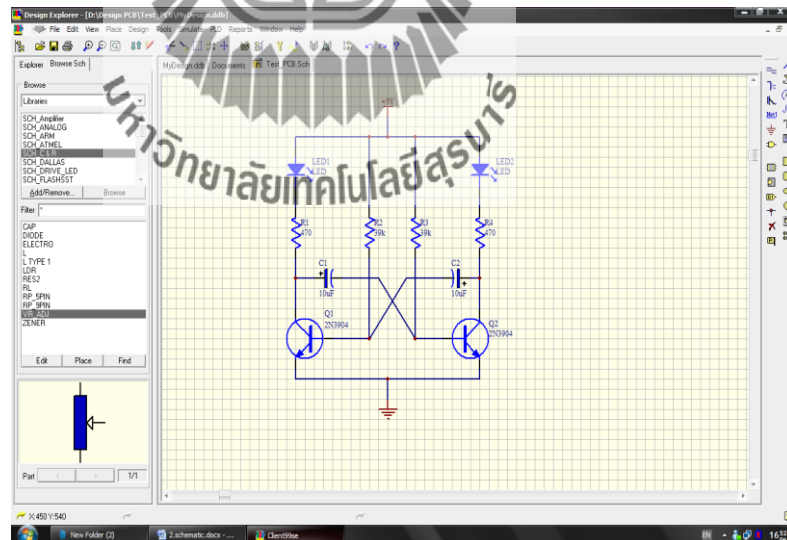 Design Explorer - [D:\Design PCB\Test_PCB\MyDesign.ddb]
File Edit View Place Design Tools Simulate PLD Reports Window Help
Explorer Browse Sch
MyDesign.ddb Documents Test_PCB.Sch
Browse
Libraries
SCH_Amplifier
SCH_ANALOG
SCH_ARM
SCH_ATMEL
SCH_C & R
SCH_DALLAS
SCH_DRIVE_LED
SCH_FLASHSST
Add/Remove... Browse
Filter *
CAP
DIODE
ELECTRO
L
L TYPE 1
LDR
RES2
RL
RP_5PIN
RP_9PIN
VR_ADJ
ZENER
Edit Place Find
Part < > 1/1
+5V
LED1
LED
LED2
LED
R1
470
R2
39k
R3
39k
R4
470
C1
10uF
C2
10uF
Q1
2N3904
Q2
2N3904
มหาวิทยาลัยเทคโนโลยีสุรนารี
X:450 Y:540
New Folder (2) 2.schematic.docx - ... Client99se
EN 16:52